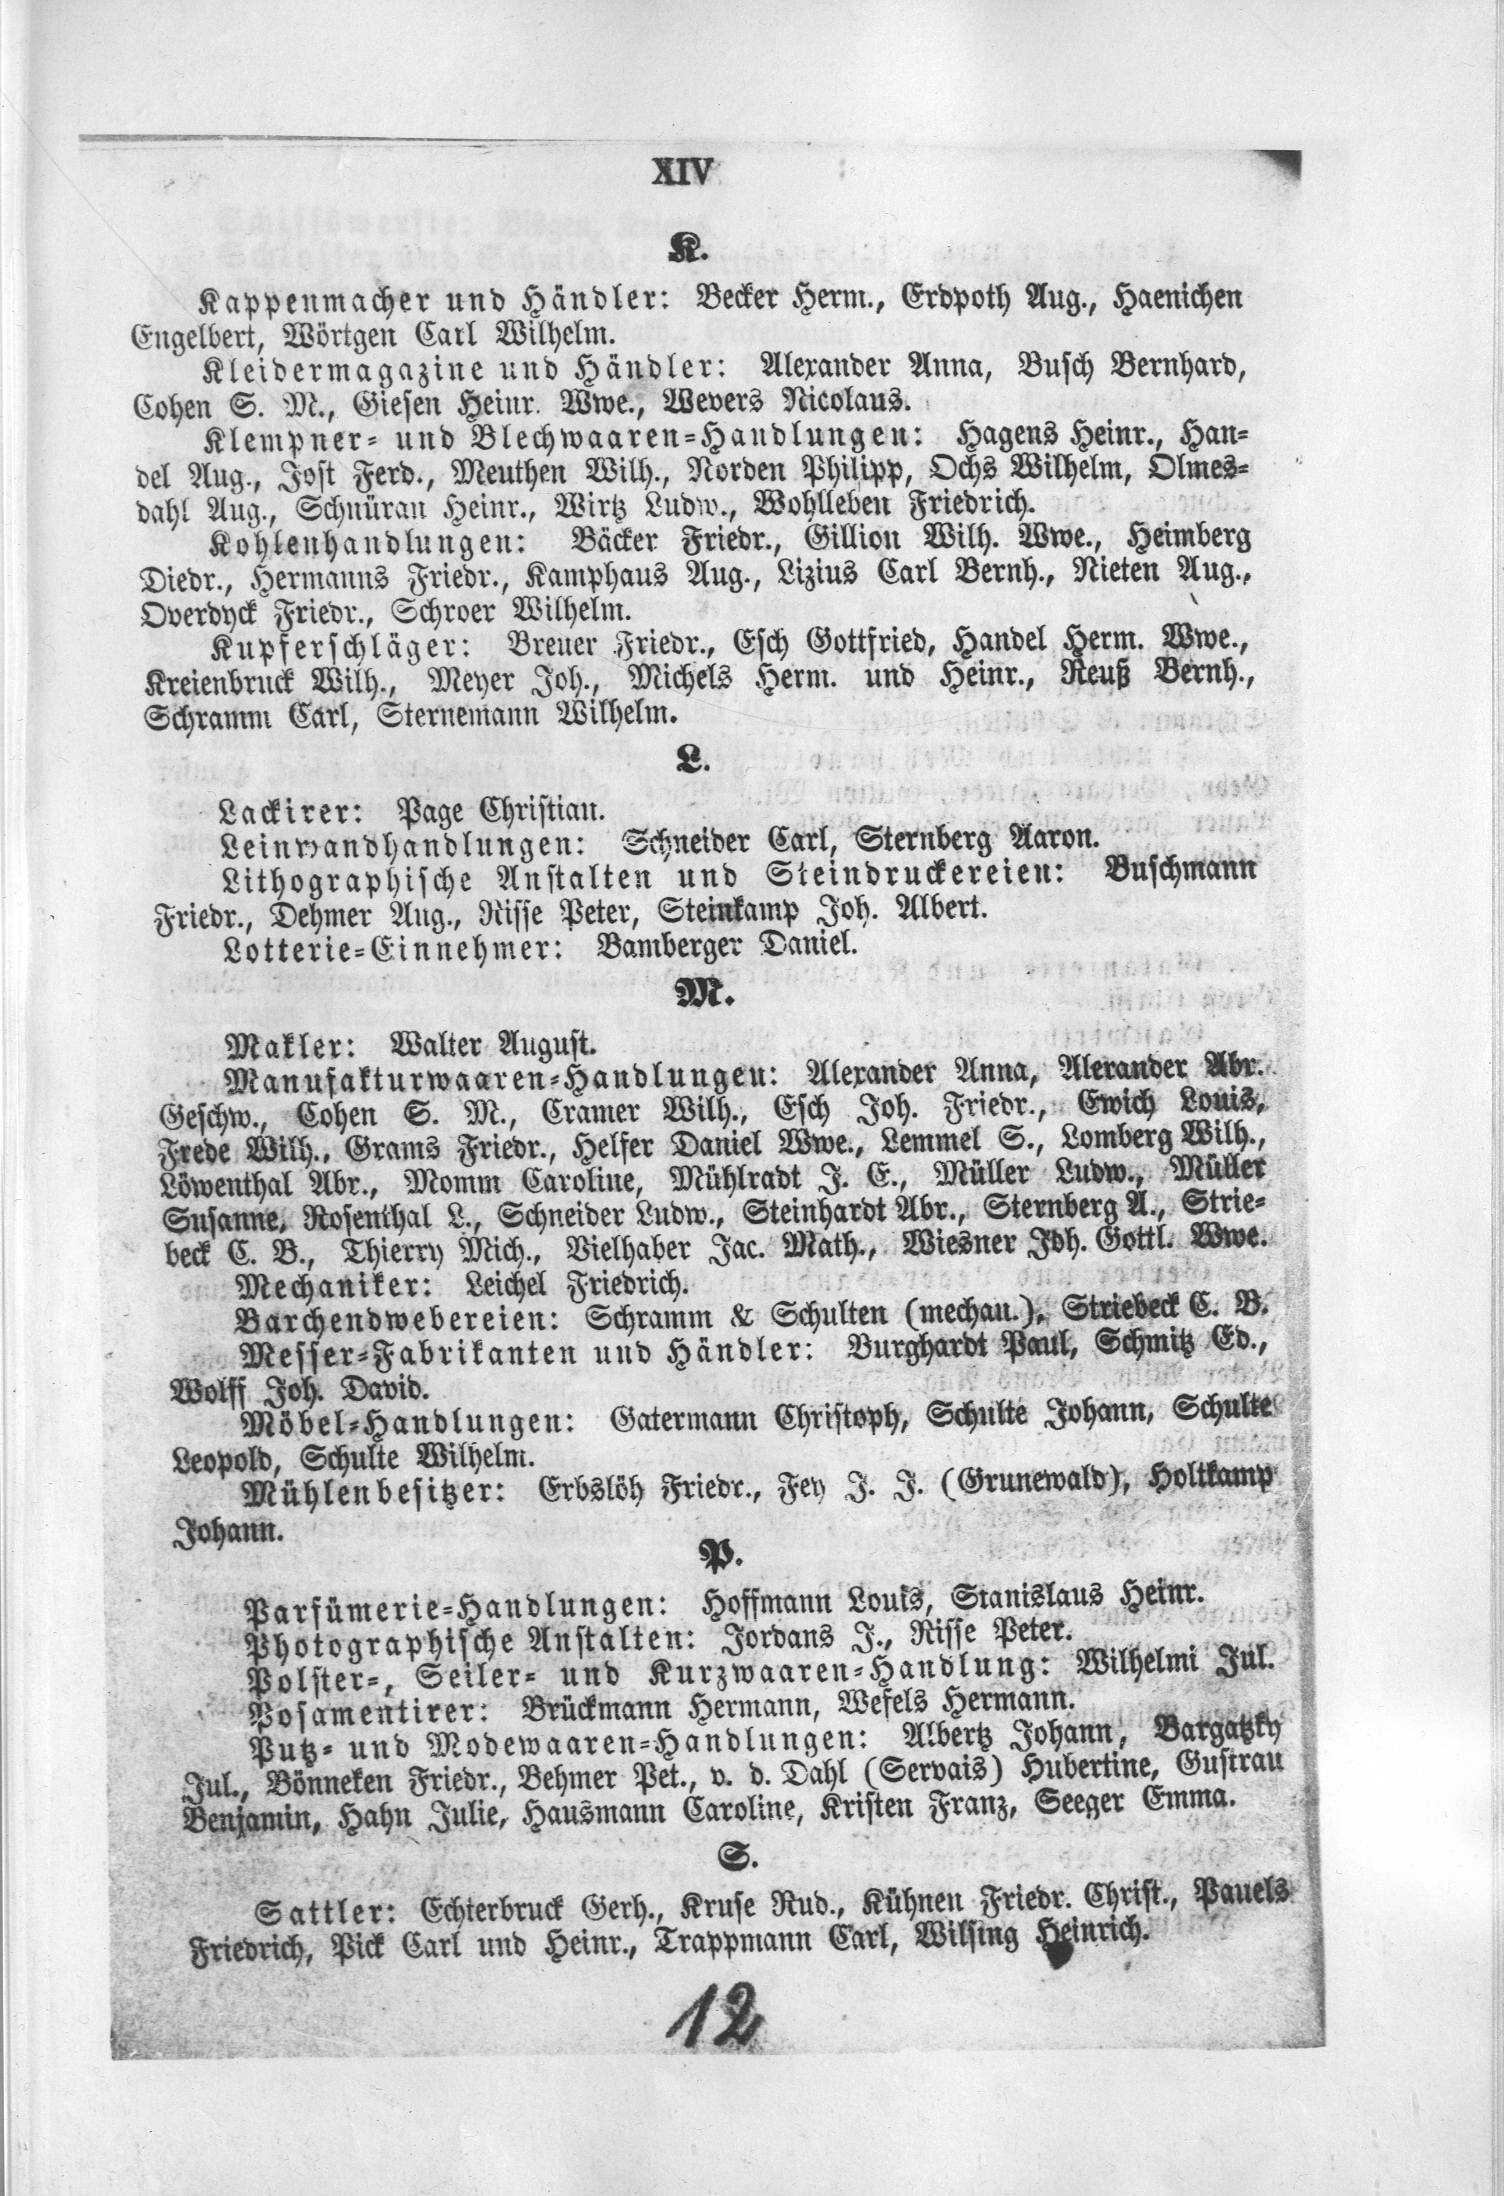 XIV
K.
Kappenmacher und Händler: Becker Herm., Erdpoth Aug., Haenichen
Engelbert, Wörtgen Carl Wilhelm.
Kleidermagazine und Händler: Alexander Anna, Busch Bernhard,
Cohen S. M., Giesen Heinr. Wwe., Wevers Nicolaus.
Klempner- und Blechwaaren-Handlungen: Hagens Heinr., Han-
del Aug., Jost Ferd., Meuthen Wilh., Norden Philipp, Ochs Wilhelm, Olmes-
dahl Aug., Schnüran Heinr., Wirtz Ludw., Wohlleben Friedrich.
Kohlenhandlungen: Bäcker Friedr., Gillion Wilh. Wwe., Heimberg
Diedr., Hermanns Friedr., Kamphaus Aug., Lizius Carl Bernh., Nieten Aug.,
Overdyck Friedr., Schroer Wilhelm.
Kupferschläger: Breuer Friedr., Esch Gottfried, Handel Herm. Wwe.,
Kreienbruck Wilh., Meyer Joh., Michels Herm. und Heinr., Reuß Bernh.,
Schramm Carl, Sternemann Wilhelm.
L.
Lackirer: Page Christian.
Leinwandhandlungen: Schneider Carl, Sternberg Aaron.
Lithographische Anstalten und Steindruckereien: Buschmann
Friedr., Dehmer Aug., Risse Peter, Steinkamp Joh. Albert.
Lotterie-Einnehmer: Bamberger Daniel.
M.
Makler: Walter August.
Manufakturwaaren-Handlungen: Alexander Anna, Alexander Abr.
Geschw., Cohen S. M., Cramer Wilh., Esch Joh. Friedr., Ewich Louis,
Frede Wilh., Grams Friedr., Helfer Daniel Wwe., Lemmel S., Lomberg Wilh.,
Löwenthal Abr., Momm Caroline, Mühlradt J. E., Müller Ludw., Müller
Susanne, Rosenthal L., Schneider Ludw., Steinhardt Abr., Sternberg A., Strie-
beck C. B., Thierry Mich., Vielhaber Jac. Math., Wiesner Joh. Gottl. Wwe.
Mechaniker: Leichel Friedrich.
Barchendwebereien: Schramm & Schulten (mechan.), Striebeck C. B.
Messer-Fabrikanten und Händler: Burghardt Paul, Schmitz Ed.,
Wolff Joh. David.
Möbel-Handlungen: Gatermann Christoph, Schulte Johann, Schulte
Leopold, Schulte Wilhelm.
Mühlenbesitzer: Erbslöh Friedr., Fey J. J. (Grunewald), Holtkamp
Johann.
P.
Parfümerie-Handlungen: Hoffmann Louis, Stanislaus Heinr.
Photographische Anstalten: Jordans J., Risse Peter.
Polster-, Seiler- und Kurzwaaren-Handlung: Wilhelmi Jul.
Posamentirer: Brückmann Hermann, Wefels Hermann.
Putz- und Modewaaren-Handlungen: Albertz Johann, Bargatzky
Jul., Bönneken Friedr., Behmer Pet., v. d. Dahl (Servais) Hubertine, Gustrau
Benjamin, Hahn Julie, Hausmann Caroline, Kristen Franz, Seeger Emma.
S.
Sattler: Echterbruck Gerh., Kruse Rud., Kühnen Friedr. Christ., Pauels
Friedrich, Pick Carl und Heinr., Trappmann Carl, Wilsing Heinrich.
12